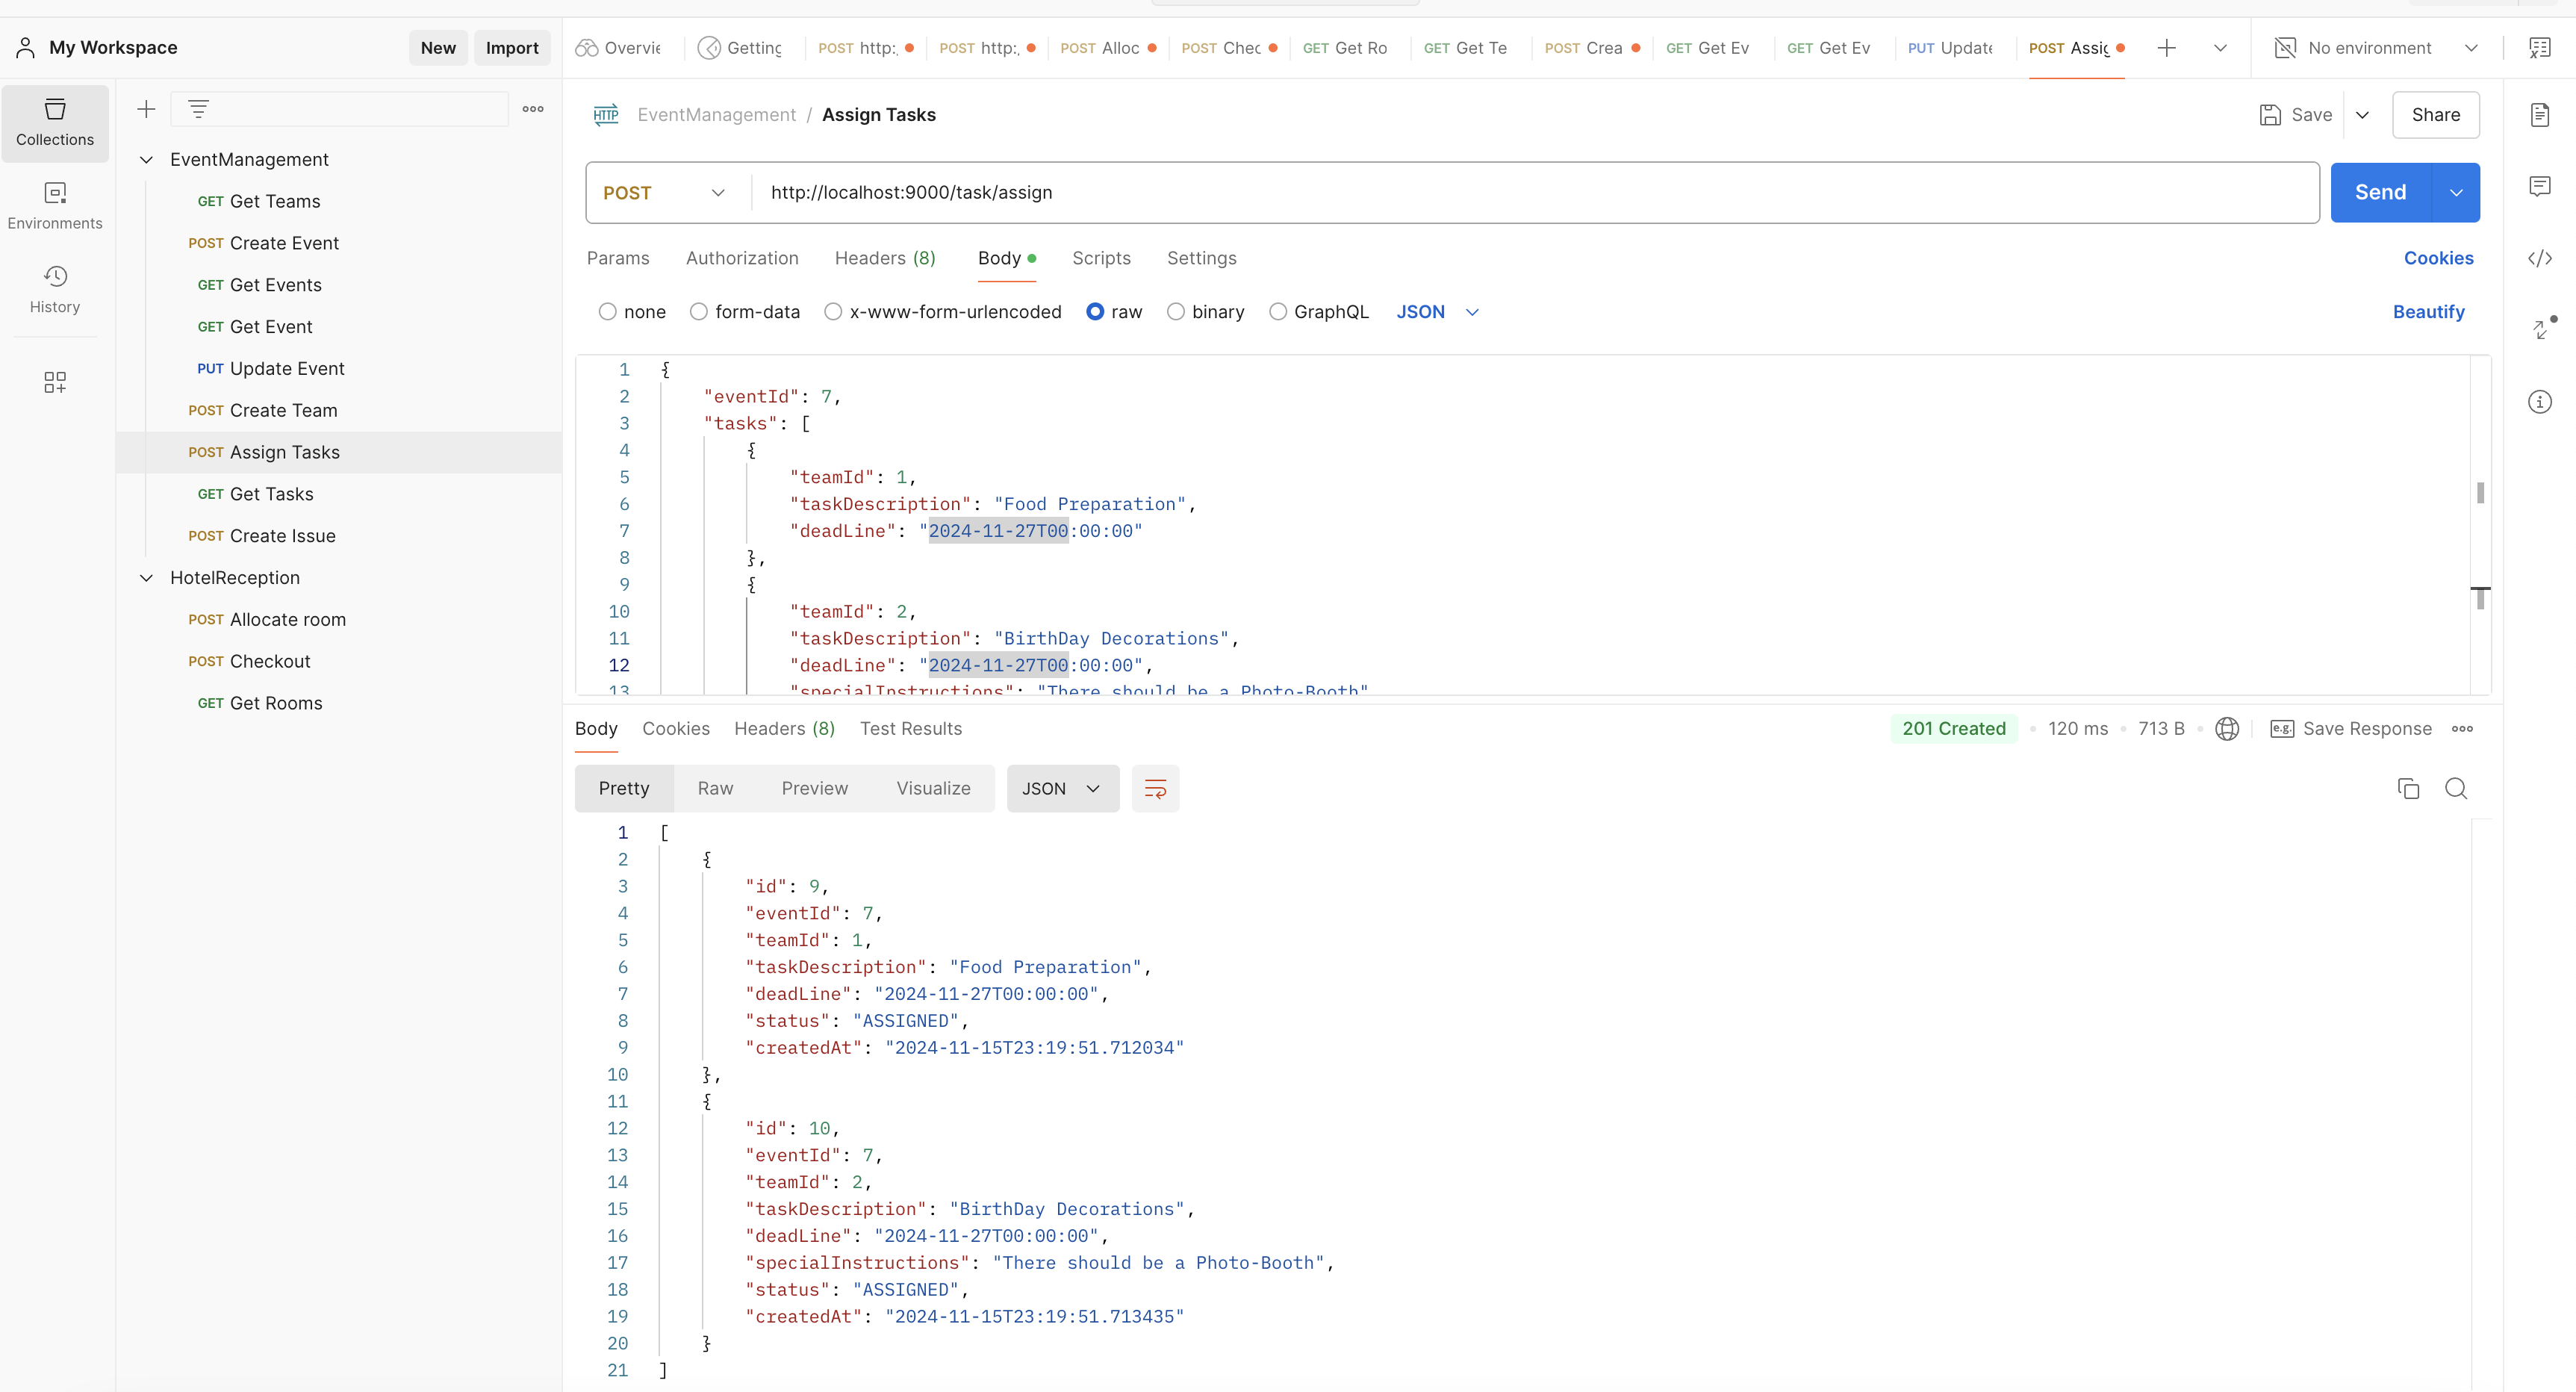 My Workspace
New
Import
Overvie
Getting
POST http:
POST http:
POST Alloc
POST Chec
GET Get Ro
GET Get Te
POST Crea
GET Get Ev
GET Get Ev
PUT Update
POST Assig
No environment
Collections
Environments
History
EventManagement
GET Get Teams
POST Create Event
GET Get Events
GET Get Event
PUT Update Event
POST Create Team
POST Assign Tasks
GET Get Tasks
POST Create Issue
HotelReception
POST Allocate room
POST Checkout
GET Get Rooms
HTTP EventManagement / Assign Tasks
Save
Share
POST http://localhost:9000/task/assign
Send
Params Authorization Headers (8) Body Scripts Settings
Cookies
none form-data x-www-form-urlencoded raw binary GraphQL JSON
Beautify
1 {
2 "eventId": 7,
3 "tasks": [
4 {
5 "teamId": 1,
6 "taskDescription": "Food Preparation",
7 "deadLine": "2024-11-27T00:00:00"
8 },
9 {
10 "teamId": 2,
11 "taskDescription": "BirthDay Decorations",
12 "deadLine": "2024-11-27T00:00:00",
13 "specialInstructions": "There should be a Photo-Booth"
Body Cookies Headers (8) Test Results
201 Created • 120 ms • 713 B •
e.g. Save Response
Pretty Raw Preview Visualize JSON
1 [
2 {
3 "id": 9,
4 "eventId": 7,
5 "teamId": 1,
6 "taskDescription": "Food Preparation",
7 "deadLine": "2024-11-27T00:00:00",
8 "status": "ASSIGNED",
9 "createdAt": "2024-11-15T23:19:51.712034"
10 },
11 {
12 "id": 10,
13 "eventId": 7,
14 "teamId": 2,
15 "taskDescription": "BirthDay Decorations",
16 "deadLine": "2024-11-27T00:00:00",
17 "specialInstructions": "There should be a Photo-Booth",
18 "status": "ASSIGNED",
19 "createdAt": "2024-11-15T23:19:51.713435"
20 }
21 ]